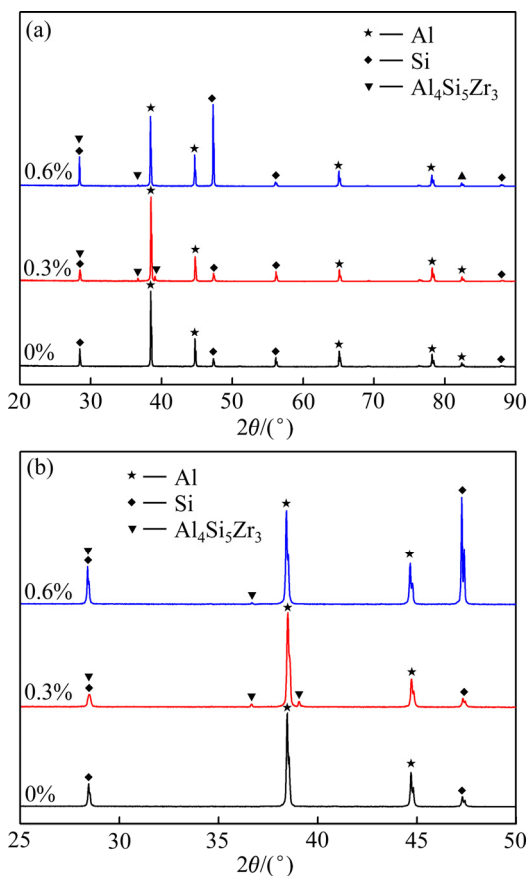 (a)
★ — Al
◆ — Si
▼ — Al₄Si₅Zr₃
0.6%
0.3%
0%
20 30 40 50 60 70 80 90
2θ/(°)
(b)
★ — Al
◆ — Si
▼ — Al₄Si₅Zr₃
0.6%
0.3%
0%
25 30 35 40 45 50
2θ/(°)